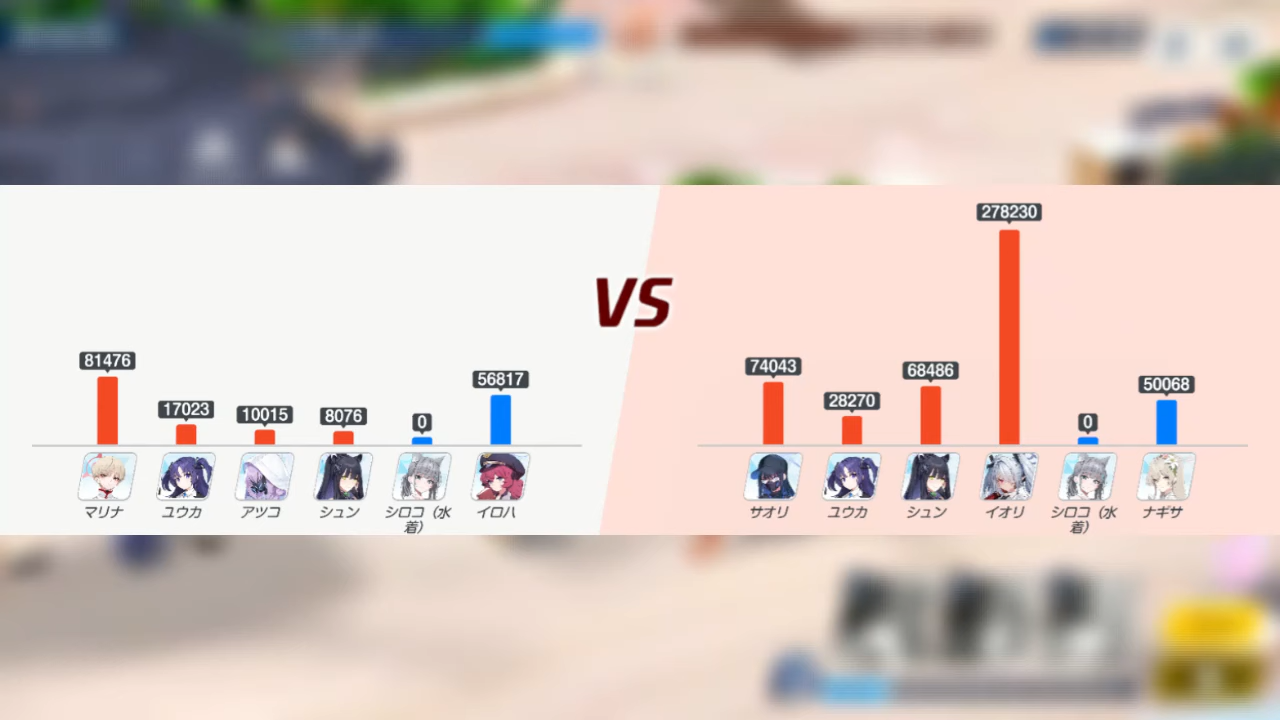 278230
VS
81476
74043
68486
56817
50068
17023
10015
8076
0
28270
0
マリナ
ユウカ
アツコ
シュン
シロコ（水
着）
イロハ
サオリ
ユウカ
シュン
イオリ
シロコ（水
着）
ナギサ